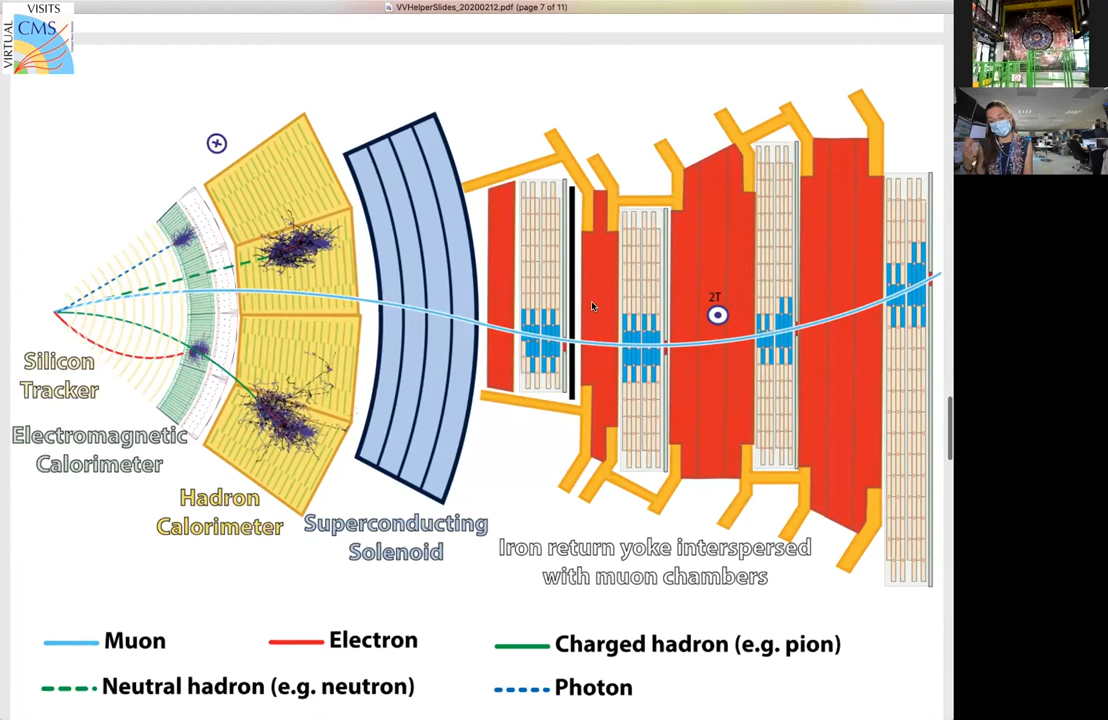 VVHelperSlides_20200212.pdf (page 7 of 11)
VISITS
VIRTUAL
CMS
2T
Silicon
Tracker
Electromagnetic
Calorimeter
Hadron
Calorimeter
Superconducting
Solenoid
Iron return yoke interspersed
with muon chambers
Muon
Electron
Charged hadron (e.g. pion)
Neutral hadron (e.g. neutron)
Photon